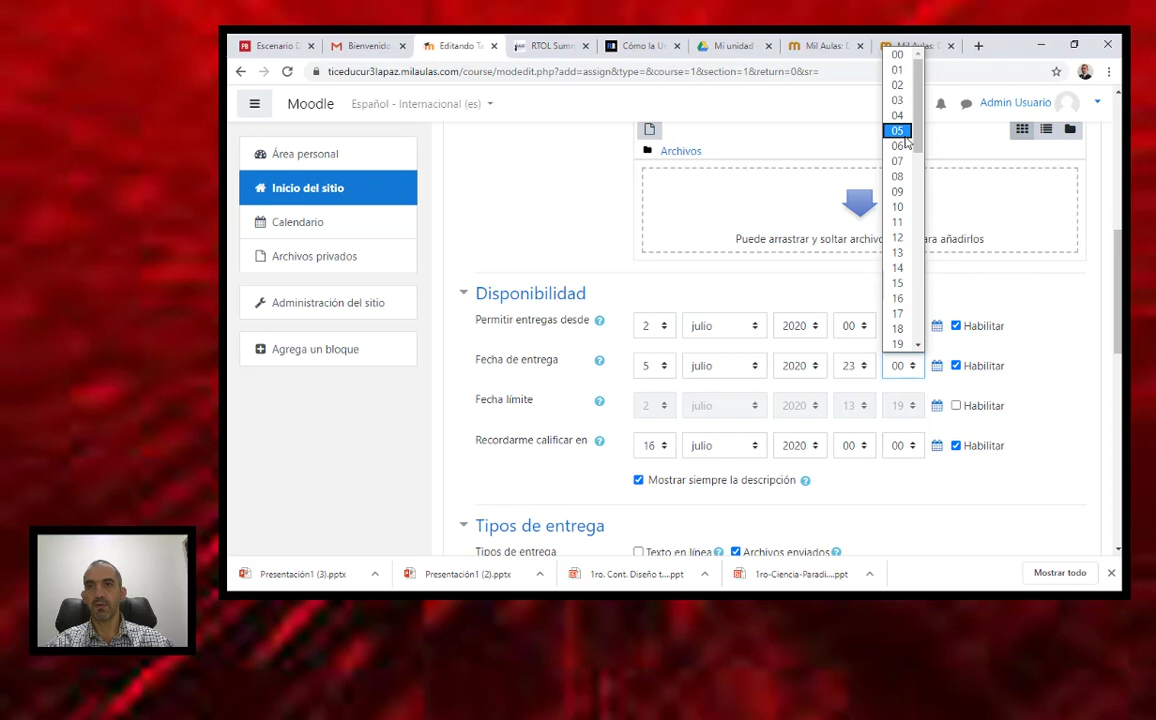 Escenario D
Bienvenido
Editando Ta
RTOL Summ
Cómo la Us
Mi unidad
Mil Aulas: D
Mil Aulas: D
ticeducur3lapaz.milaulas.com/course/modedit.php?add=assign&type=&course=1&section=1&return=0&sr=
Moodle
Español - Internacional (es)
Admin Usuario
Área personal
Inicio del sitio
Calendario
Archivos privados
Administración del sitio
Agrega un bloque
Archivos
Puede arrastrar y soltar archivo ara añadirlos
Disponibilidad
Permitir entregas desde
2 julio 2020 00 Habilitar
Fecha de entrega
5 julio 2020 23 00 Habilitar
Fecha límite
2 julio 2020 13 19 Habilitar
Recordarme calificar en
16 julio 2020 00 00 Habilitar
Mostrar siempre la descripción
Tipos de entrega
Tipos de entrega
Texto en línea
Archivos enviados
00
01
02
03
04
05
06
07
08
09
10
11
12
13
14
15
16
17
18
19
Presentación1 (3).pptx
Presentación1 (2).pptx
1ro. Cont. Diseño t....ppt
1ro-Ciencia-Paradi....ppt
Mostrar todo